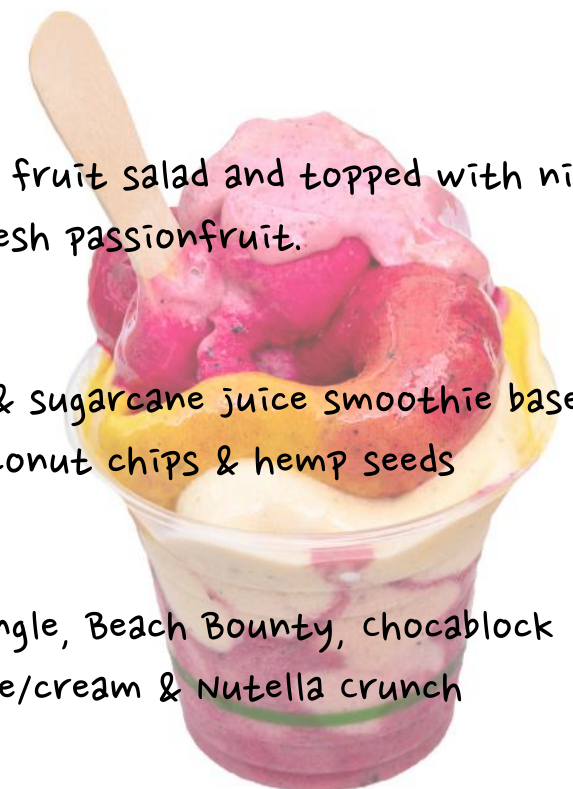 fruit salad and topped with ni
esh passionfruit.
& sugarcane juice smoothie base
conut chips & hemp seeds
ngle, Beach Bounty, Chocablock
e/cream & Nutella crunch